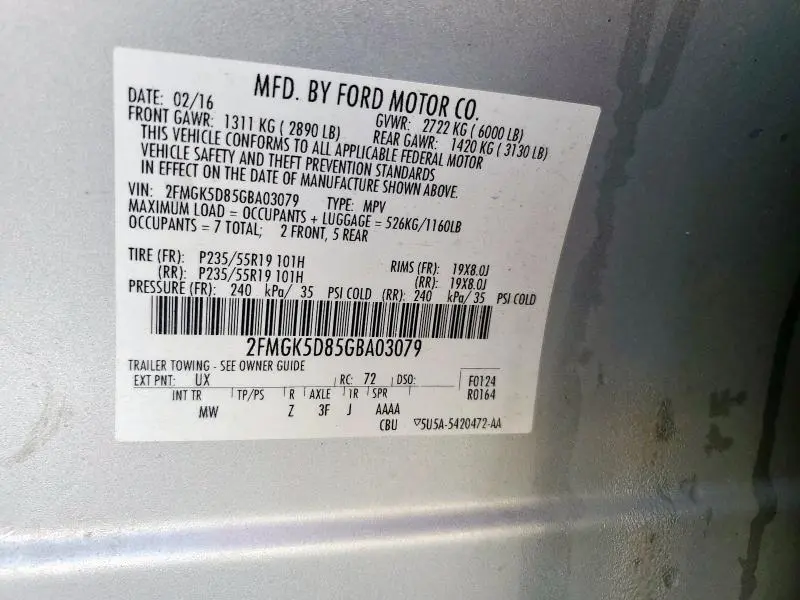 MFD. BY FORD MOTOR CO.
DATE: 02/16 GVWR: 2722 KG (6000 LB)
FRONT GAWR: 1311 KG (2890 LB) REAR GAWR: 1420 KG (3130 LB)
THIS VEHICLE CONFORMS TO ALL APPLICABLE FEDERAL MOTOR
VEHICLE SAFETY AND THEFT PREVENTION STANDARDS
IN EFFECT ON THE DATE OF MANUFACTURE SHOWN ABOVE.
VIN: 2FMGK5D85GBA03079 TYPE: MPV
MAXIMUM LOAD = OCCUPANTS + LUGGAGE = 526KG/1160LB
OCCUPANTS = 7 TOTAL; 2 FRONT, 5 REAR
TIRE (FR): P235/55R19 101H RIMS (FR): 19X8.0J
(RR): P235/55R19 101H (RR): 19X8.0J
PRESSURE (FR): 240 kPa/ 35 PSI COLD (RR): 240 kPa/ 35 PSI COLD
2FMGK5D85GBA03079
TRAILER TOWING - SEE OWNER GUIDE
EXT PNT: UX RC: 72 DSO: F0124
R0164
INT TR TP/PS R AXLE TR SPR
MW Z 3F J AAAA
CBU ▽5U5A-5420472-AA